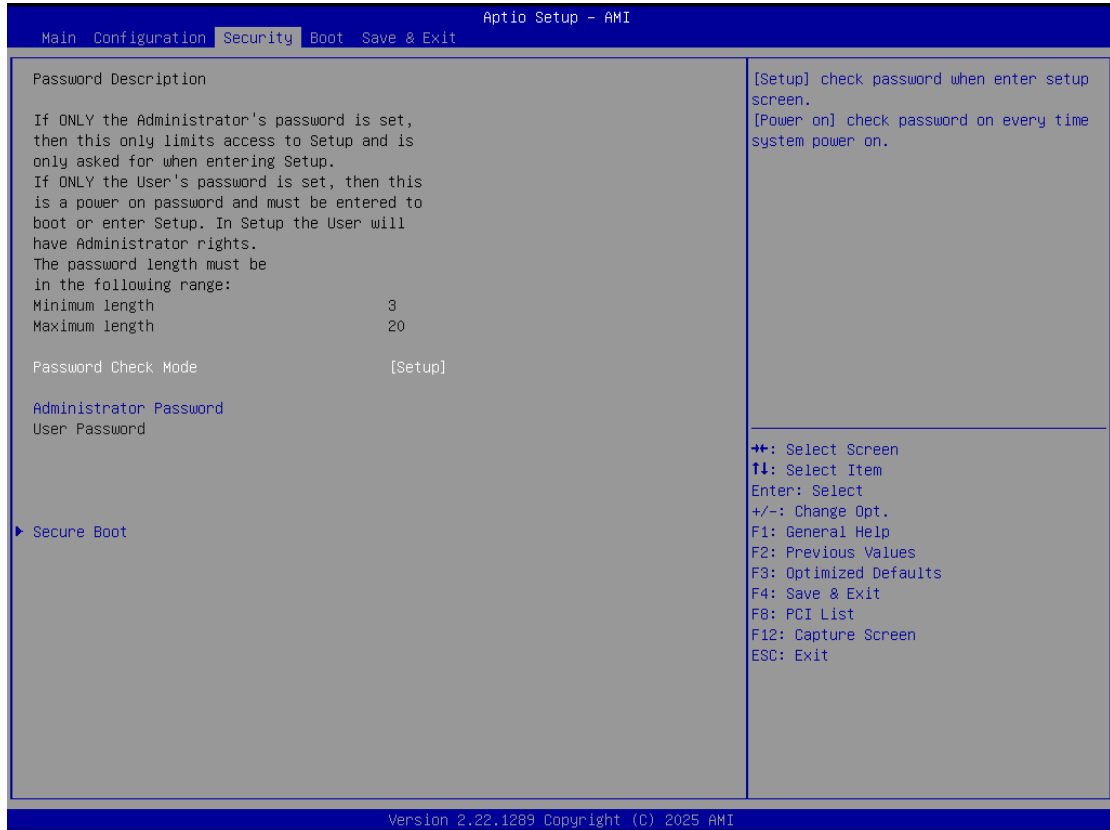 Aptio Setup - AMI
Main Configuration Security Boot Save & Exit
Password Description
If ONLY the Administrator's password is set,
then this only limits access to Setup and is
only asked for when entering Setup.
If ONLY the User's password is set, then this
is a power on password and must be entered to
boot or enter Setup. In Setup the User will
have Administrator rights.
The password length must be
in the following range:
Minimum length 3
Maximum length 20
Password Check Mode [Setup]
Administrator Password
User Password
Secure Boot
[Setup] check password when enter setup
screen.
[Power on] check password on every time
system power on.
→←: Select Screen
↑↓: Select Item
Enter: Select
+/-: Change Opt.
F1: General Help
F2: Previous Values
F3: Optimized Defaults
F4: Save & Exit
F8: PCI List
F12: Capture Screen
ESC: Exit
Version 2.22.1289 Copyright (C) 2025 AMI